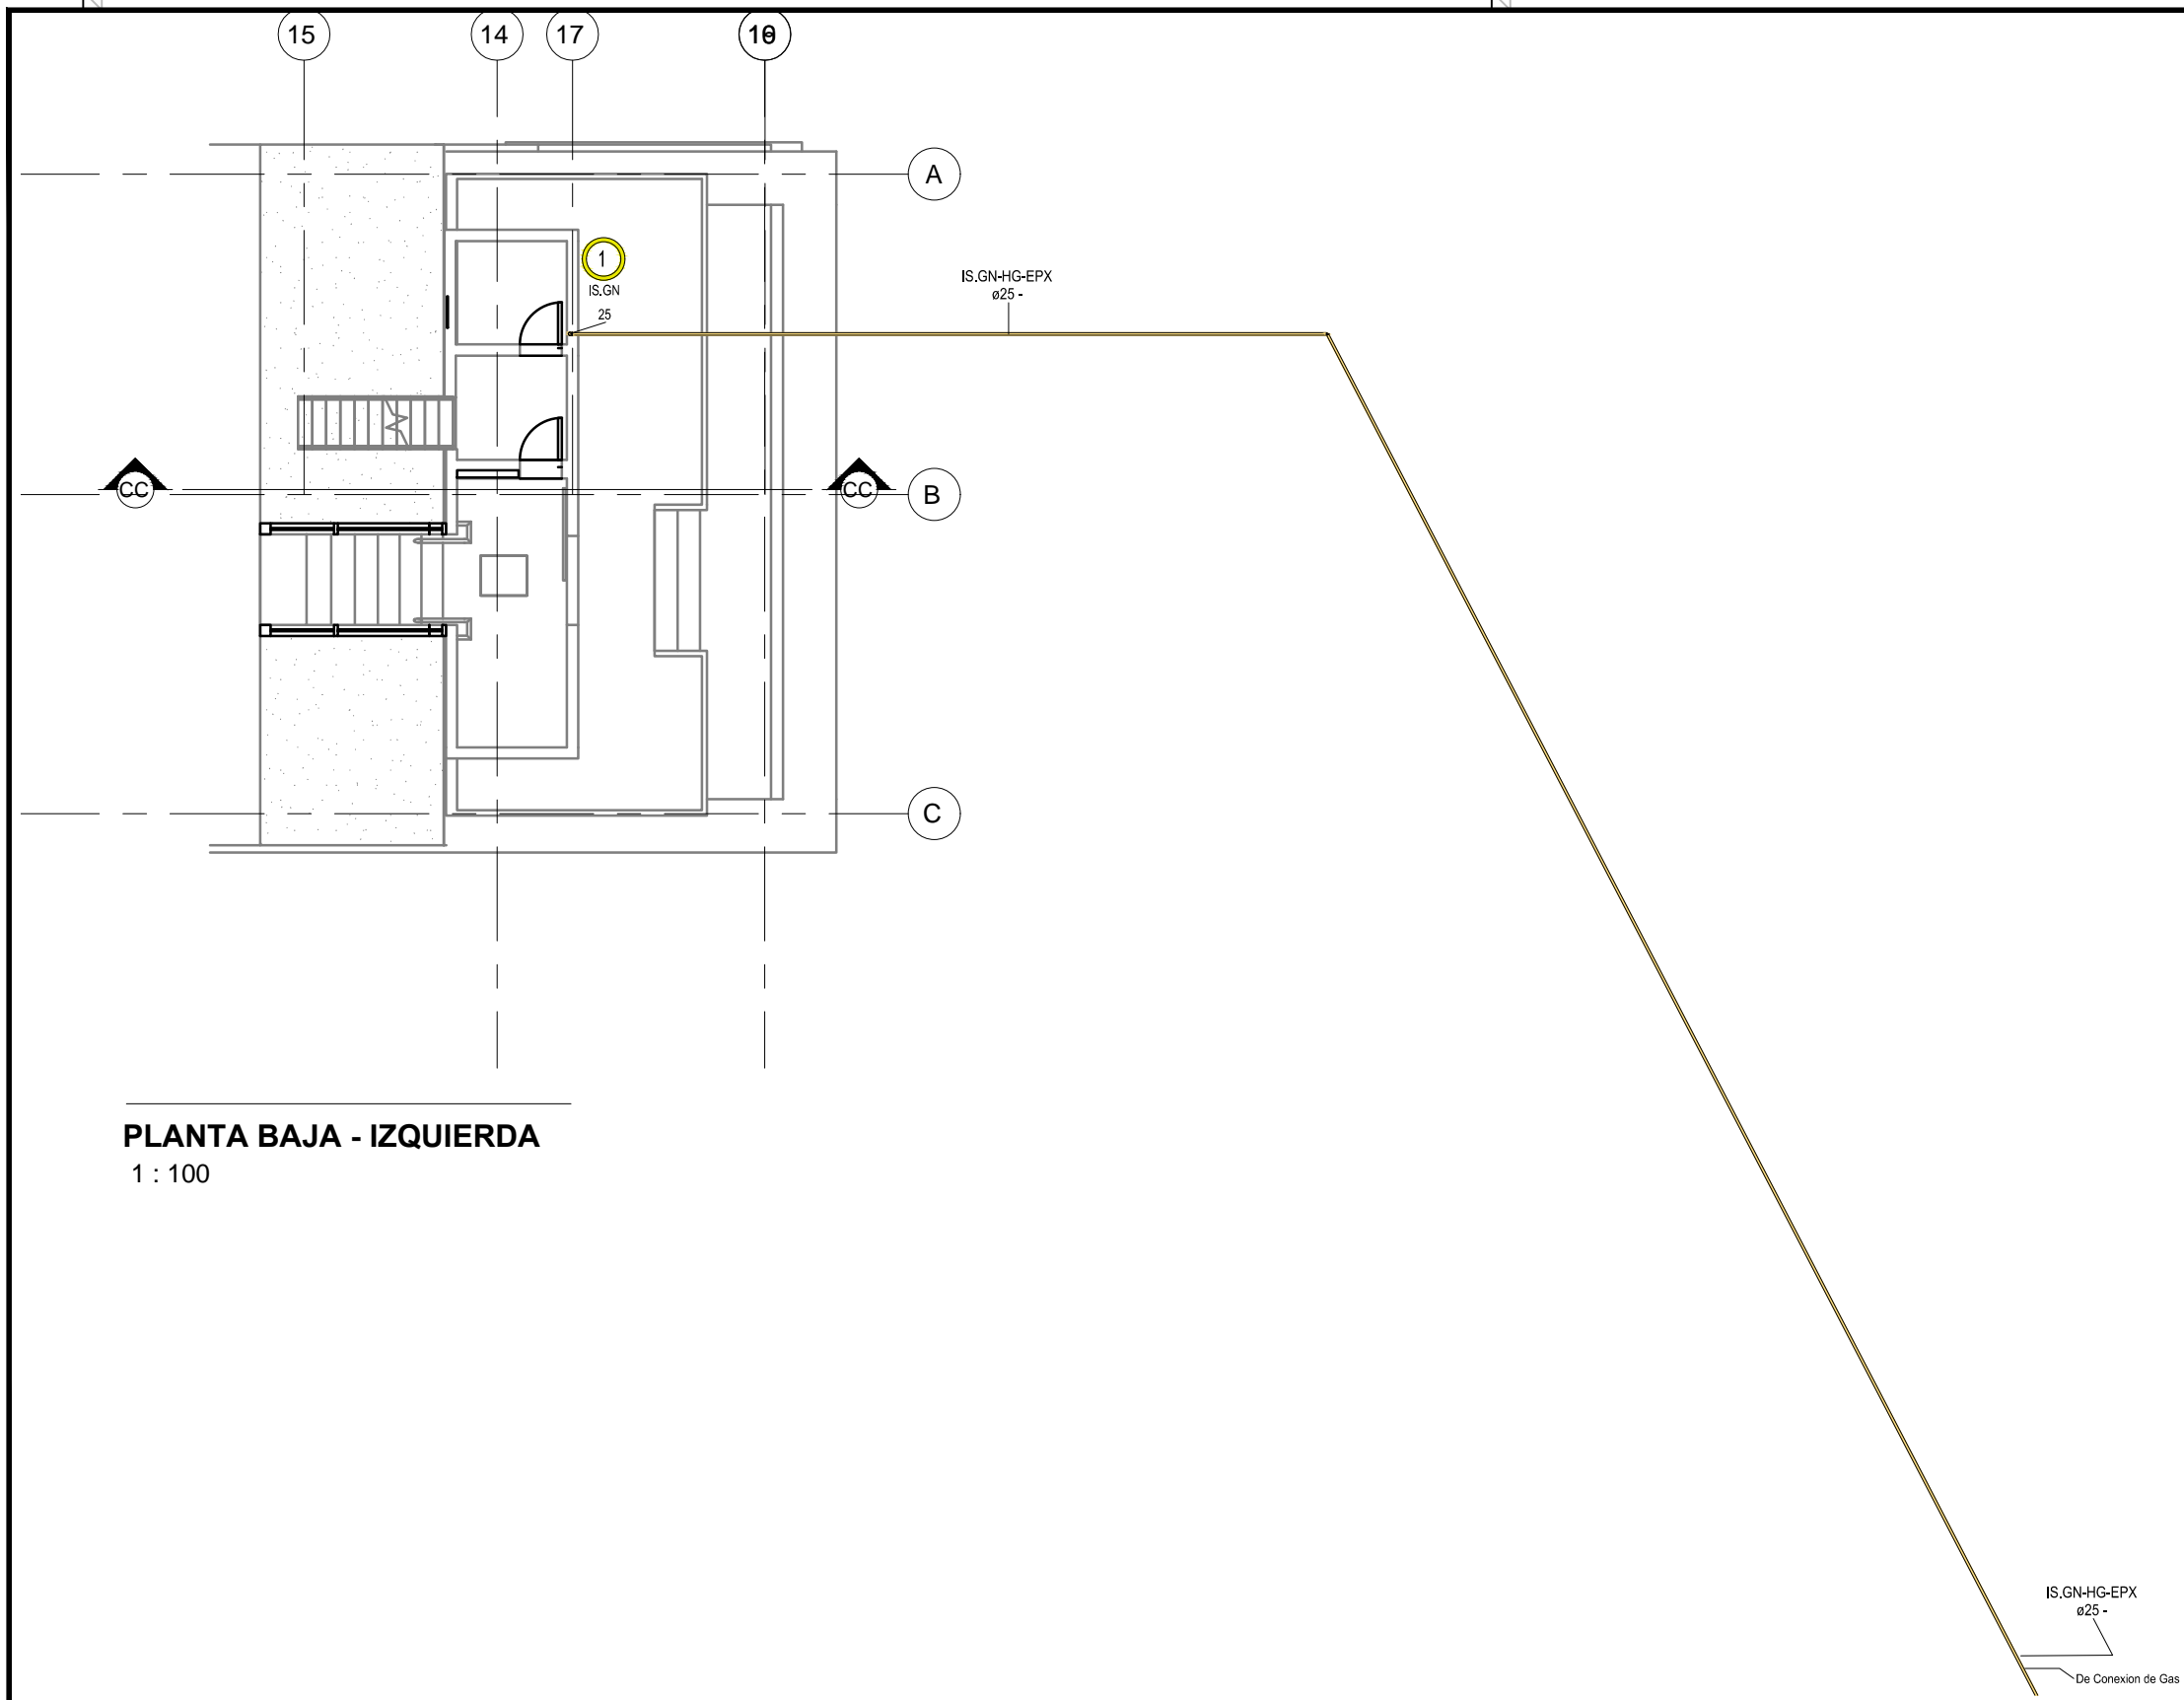 15
14
17
A
1
IS.GN
25
IS.GN-HG-EPX
ø25 -
CC
CC
B
C
PLANTA BAJA - IZQUIERDA
1 : 100
IS.GN-HG-EPX
ø25 -
De Conexion de Gas